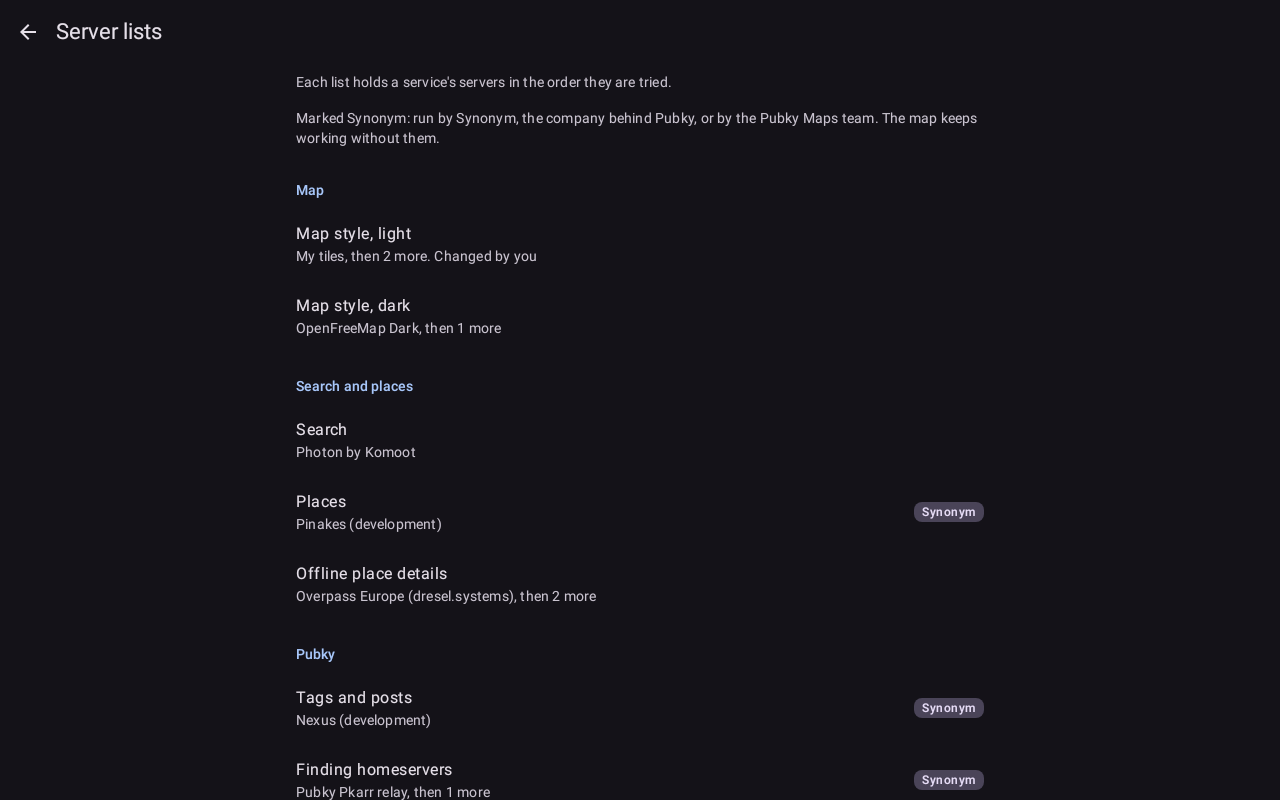 Server lists
Each list holds a service's servers in the order they are tried.
Marked Synonym: run by Synonym, the company behind Pubky, or by the Pubky Maps team. The map keeps
working without them.
Map
Map style, light
My tiles, then 2 more. Changed by you
Map style, dark
OpenFreeMap Dark, then 1 more
Search and places
Search
Photon by Komoot
Places
Pinakes (development)
Synonym
Offline place details
Overpass Europe (dresel.systems), then 2 more
Pubky
Tags and posts
Nexus (development)
Synonym
Finding homeservers
Pubky Pkarr relay, then 1 more
Synonym